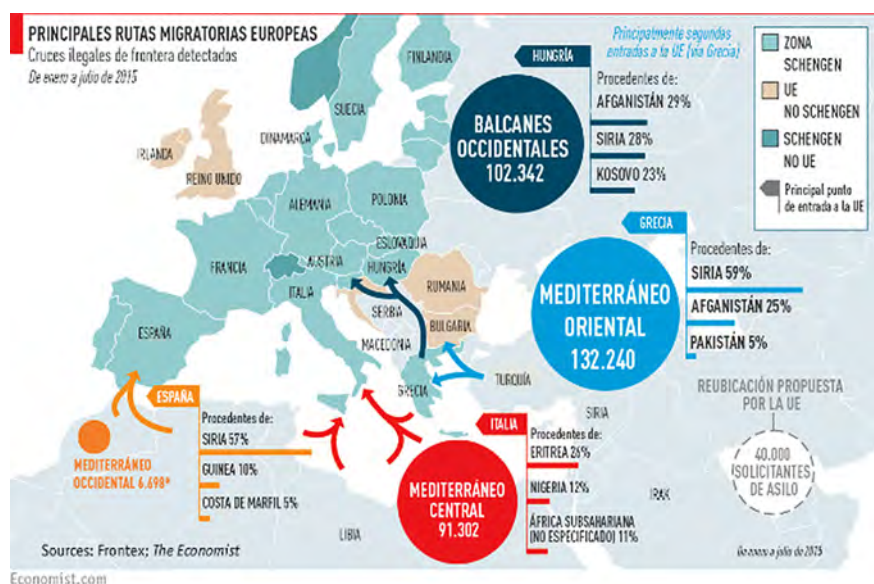 PRINCIPALES RUTAS MIGRATORIAS EUROPEAS
Cruces ilegales de frontera detectados
De enero a julio de 2015
Principalmente segundas
entradas a la UE (vía Grecia)
HUNGRÍA
Procedentes de:
AFGANISTÁN 29%
SIRIA 28%
KOSOVO 23%
BALCANES
OCCIDENTALES
102.342
ZONA
SCHENGEN
UE
NO SCHENGEN
SCHENGEN
NO UE
Principal punto
de entrada a la UE
FINLANDIA
SUECIA
DINAMARCA
IRLANDA
REINO UNIDO
ALEMANIA
POLONIA
ESLOVAQUIA
AUSTRIA
HUNGRÍA
FRANCIA
ITALIA
RUMANIA
SERBIA
BULGARIA
MACEDONIA
ESPAÑA
GRECIA
TURQUÍA
SIRIA
IRAK
LIBIA
GRECIA
Procedentes de:
SIRIA 59%
AFGANISTÁN 25%
PAKISTÁN 5%
MEDITERRÁNEO
ORIENTAL
132.240
REUBICACIÓN PROPUESTA
POR LA UE
40.000
SOLICITANTES
DE ASILO
ESPAÑA
Procedentes de:
SIRIA 57%
GUINEA 10%
COSTA DE MARFIL 5%
MEDITERRÁNEO
OCCIDENTAL 6.698*
ITALIA
Procedentes de:
ERITREA 26%
NIGERIA 12%
ÁFRICA SUBSAHARIANA
(NO ESPECIFICADO) 11%
MEDITERRÁNEO
CENTRAL
91.302
Sources: Frontex; The Economist
De enero a julio de 2015
Economist.com